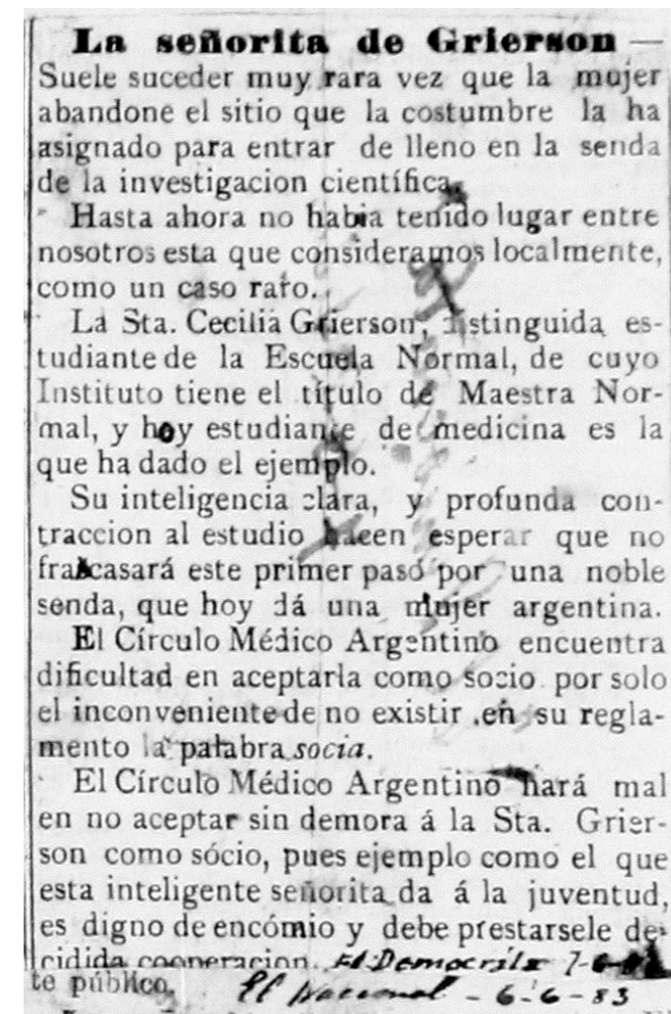 La señorita de Grierson —
Suele suceder muy rara vez que la mujer
abandone el sitio que la costumbre la ha
asignado para entrar de lleno en la senda
de la investigacion científica.
Hasta ahora no habia tenido lugar entre
nosotros esta que consideramos localmente,
como un caso raro.
La Sta. Cecilia Grierson, distinguida es-
tudiante de la Escuela Normal, de cuyo
Instituto tiene el título de Maestra Nor-
mal, y hoy estudiante de medicina es la
que ha dado el ejemplo.
Su inteligencia clara, y profunda con-
traccion al estudio hacen esperar que no
fracasará este primer paso por una noble
senda, que hoy dá una mujer argentina.
El Círculo Médico Argentino encuentra
dificultad en aceptarla como socio por solo
el inconveniente de no existir en su regla-
mento la palabra socia.
El Círculo Médico Argentino hará mal
en no aceptar sin demora á la Sta. Grier-
son como sócio, pues ejemplo como el que
esta inteligente señorita da á la juventud,
es digno de encómio y debe prestarsele de-
cidida cooperacion. El Demócrata 7-6-
te público. El Nacional - 6-6-83